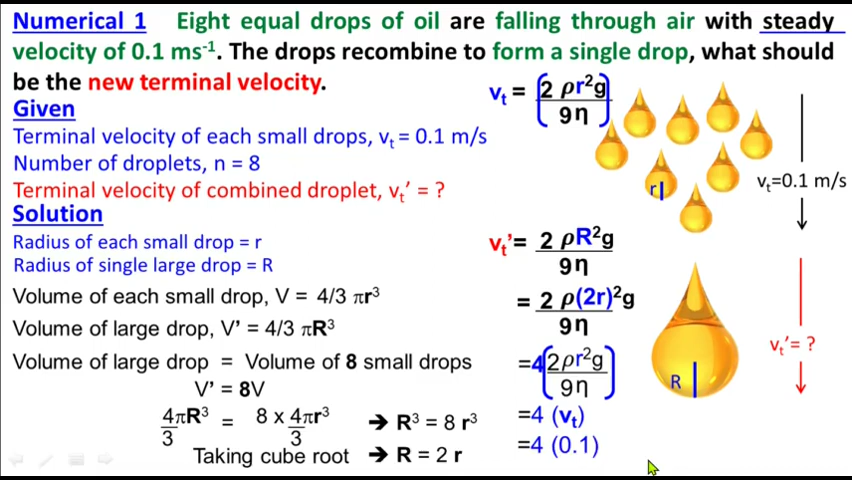 Numerical 1 Eight equal drops of oil are falling through air with steady
velocity of 0.1 ms⁻¹. The drops recombine to form a single drop, what should
be the new terminal velocity.
Given
Terminal velocity of each small drops, vₜ = 0.1 m/s
Number of droplets, n = 8
Terminal velocity of combined droplet, vₜ’ = ?
Solution
Radius of each small drop = r
Radius of single large drop = R
Volume of each small drop, V = 4/3 πr³
Volume of large drop, V’ = 4/3 πR³
Volume of large drop = Volume of 8 small drops
V’ = 8V
4πR³ = 8 x 4πr³ ➔ R³ = 8 r³
3 3
Taking cube root ➔ R = 2 r
vₜ = (2 ρr²g)
9η
vₜ’= 2 ρR²g
9η
= 2 ρ(2r)²g
9η
=4(2ρr²g)
9η
=4 (vₜ)
=4 (0.1)
r
vₜ=0.1 m/s
R
vₜ’= ?